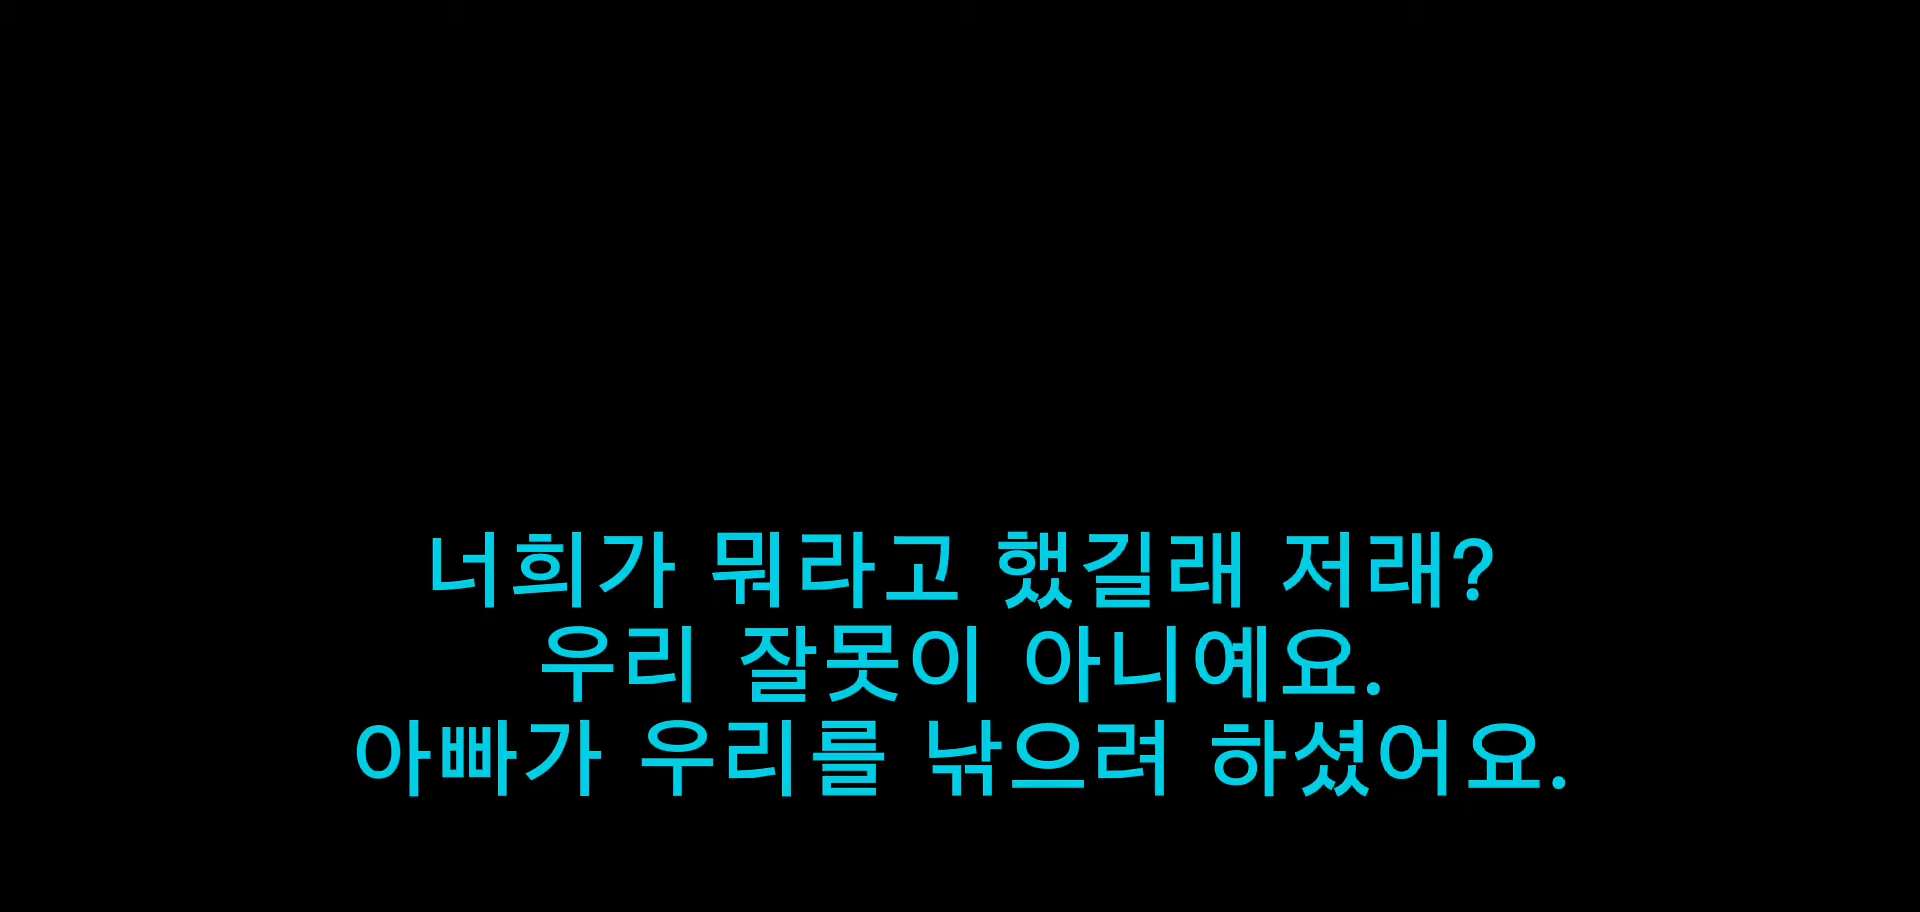 너희가 뭐라고 했길래 저래?
우리 잘못이 아니예요.
아빠가 우리를 낚으려 하셨어요.